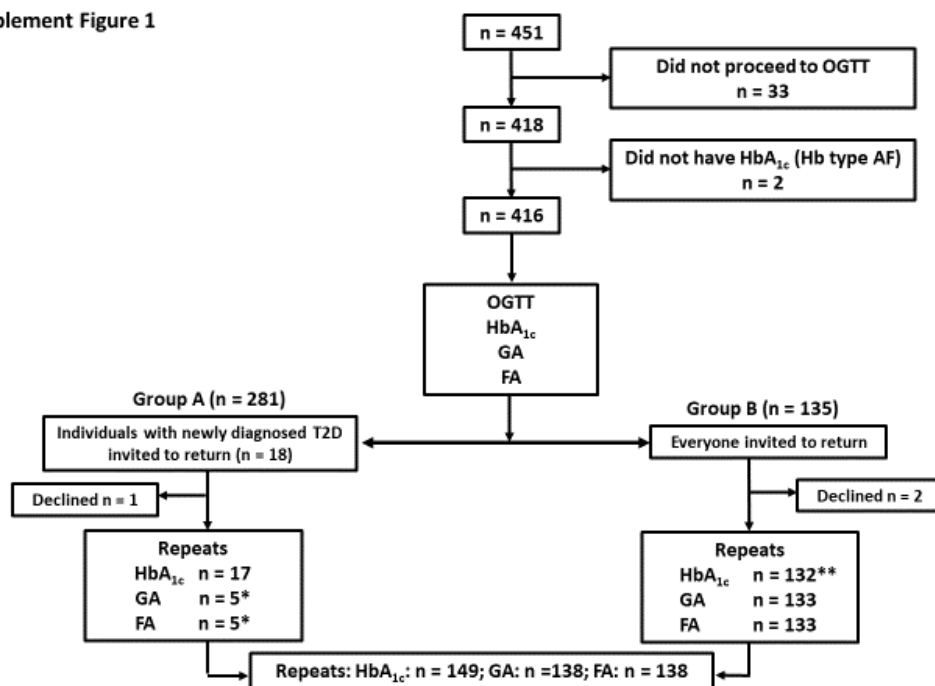 plement Figure 1
n = 451
Did not proceed to OGTT
n = 33
n = 418
Did not have HbA1c (Hb type AF)
n = 2
n = 416
OGTT
HbA1c
GA
FA
Group A (n = 281)
Group B (n = 135)
Individuals with newly diagnosed T2D
invited to return (n = 18)
Everyone invited to return
Declined n = 1
Declined n = 2
Repeats
HbA1c n = 17
GA n = 5*
FA n = 5*
Repeats
HbA1c n = 132**
GA n = 133
FA n = 133
Repeats: HbA1c: n = 149; GA: n =138; FA: n = 138